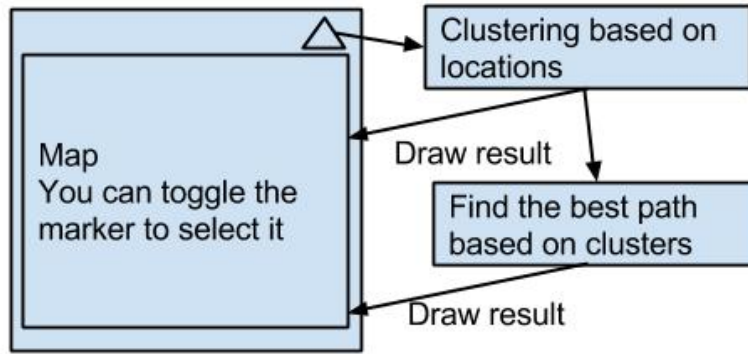 Clustering based on
locations
Map
You can toggle the
marker to select it
Draw result
Find the best path
based on clusters
Draw result